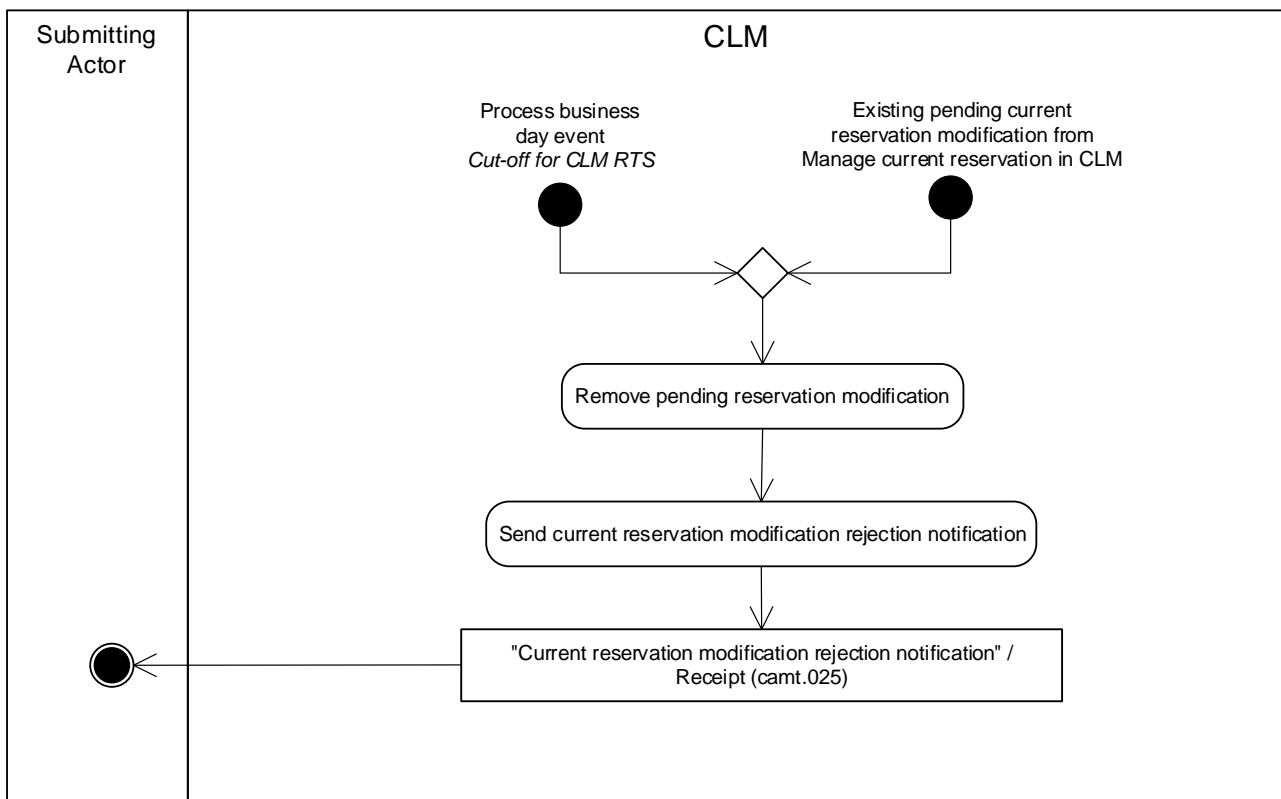 Submitting
Actor
CLM
Process business
day event
Cut-off for CLM RTS
Existing pending current
reservation modification from
Manage current reservation in CLM
Remove pending reservation modification
Send current reservation modification rejection notification
"Current reservation modification rejection notification" /
Receipt (camt.025)